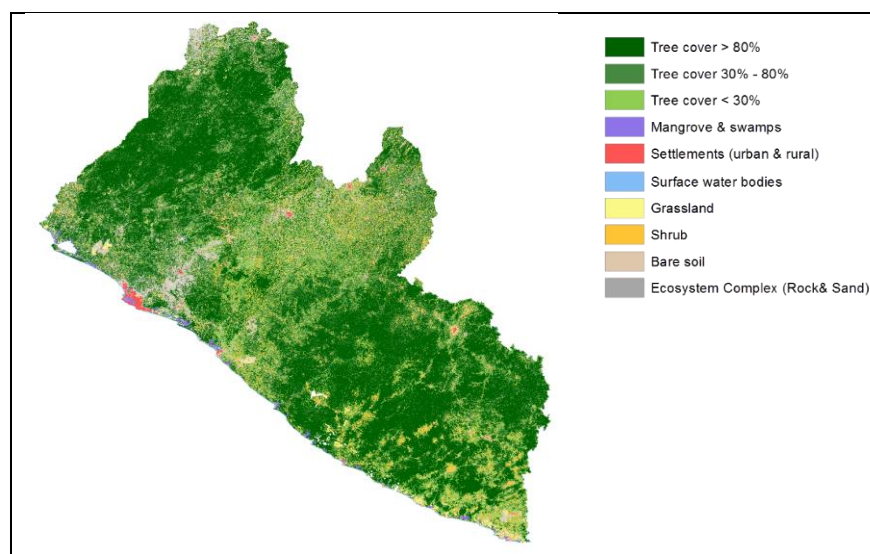 Tree cover > 80%
Tree cover 30% - 80%
Tree cover < 30%
Mangrove & swamps
Settlements (urban & rural)
Surface water bodies
Grassland
Shrub
Bare soil
Ecosystem Complex (Rock& Sand)